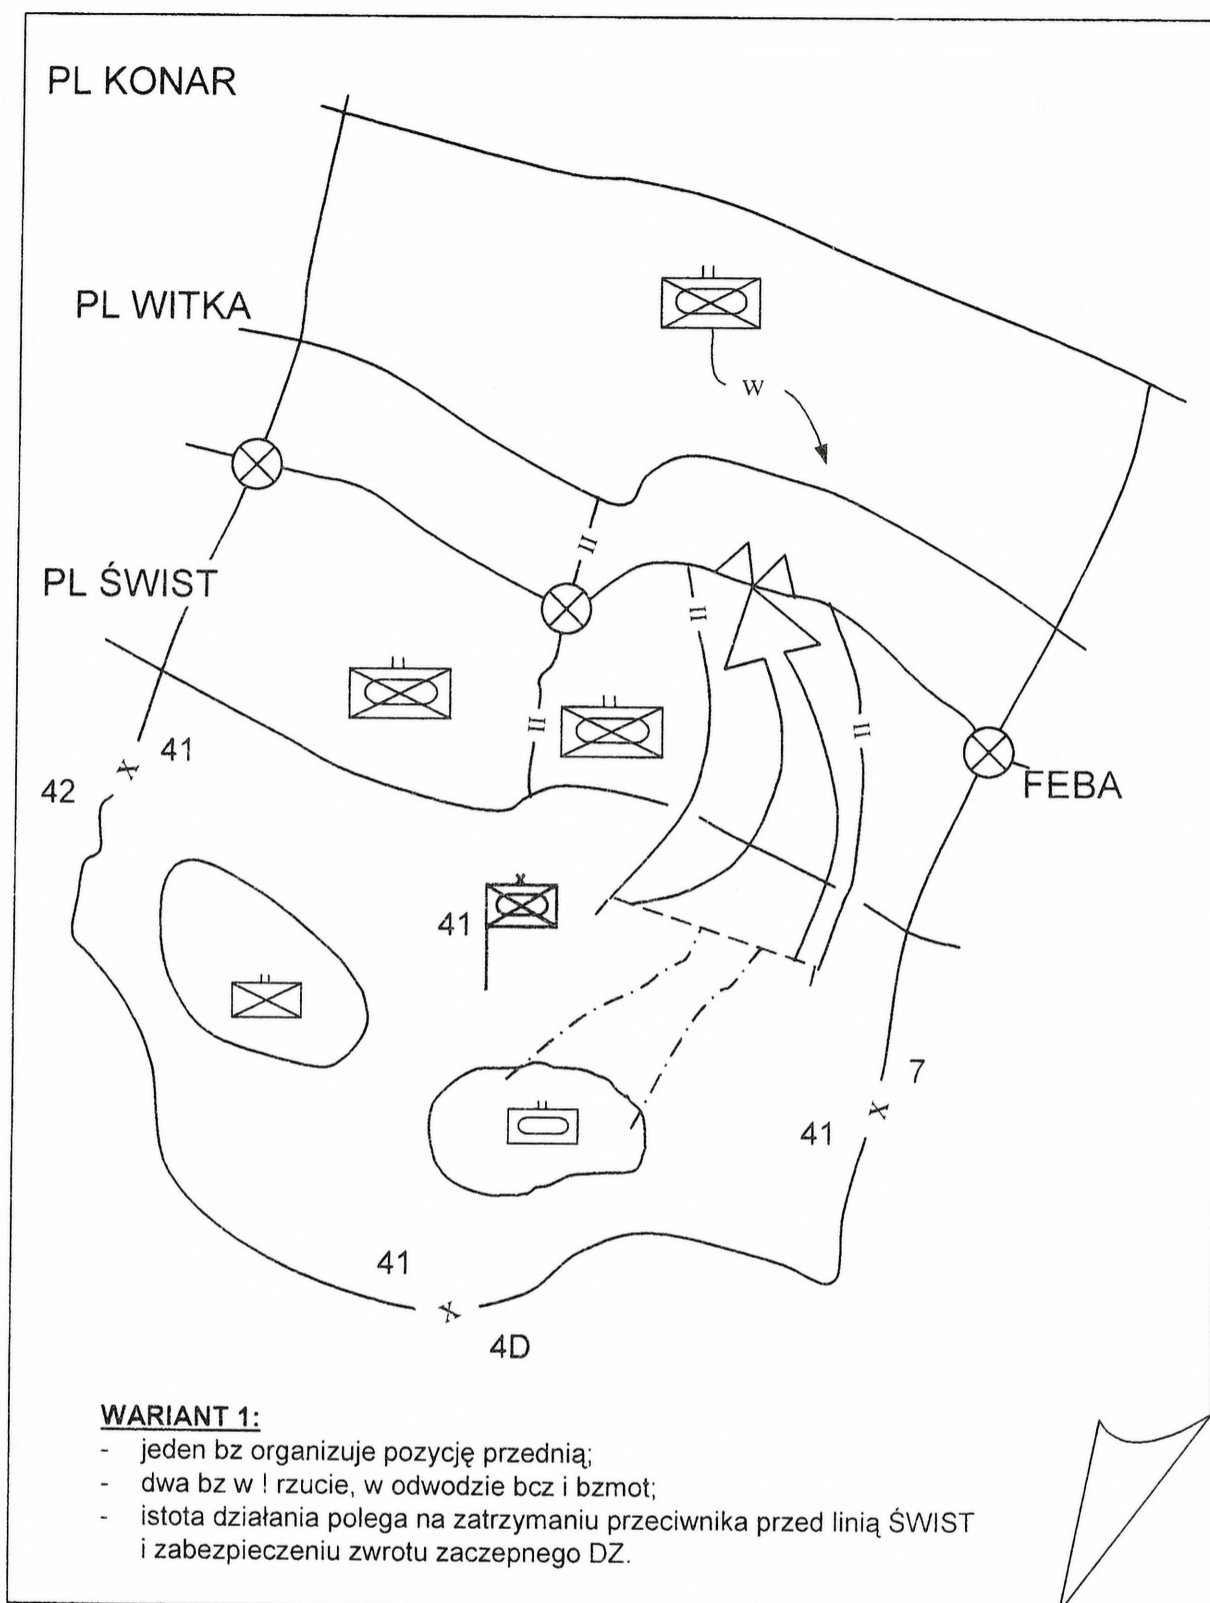 PL KONAR
PL WITKA
W
II
PL ŚWIST
II
II
II
41
X
42
FEBA
X
41
7
X
41
41
X
4D
WARIANT 1:
- jeden bz organizuje pozycję przednią;
- dwa bz w I rzucie, w odwodzie bcz i bzmot;
- istota działania polega na zatrzymaniu przeciwnika przed linią ŚWIST
i zabezpieczeniu zwrotu zaczepnego DZ.